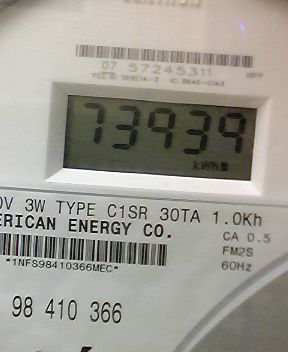 07 57245311
73939
kWh
3W TYPE C1SR 30TA 1.0Kh
ERICAN ENERGY CO.
CA 0.5
*1NFS98410366MEC*
FM2S
60Hz
98 410 366